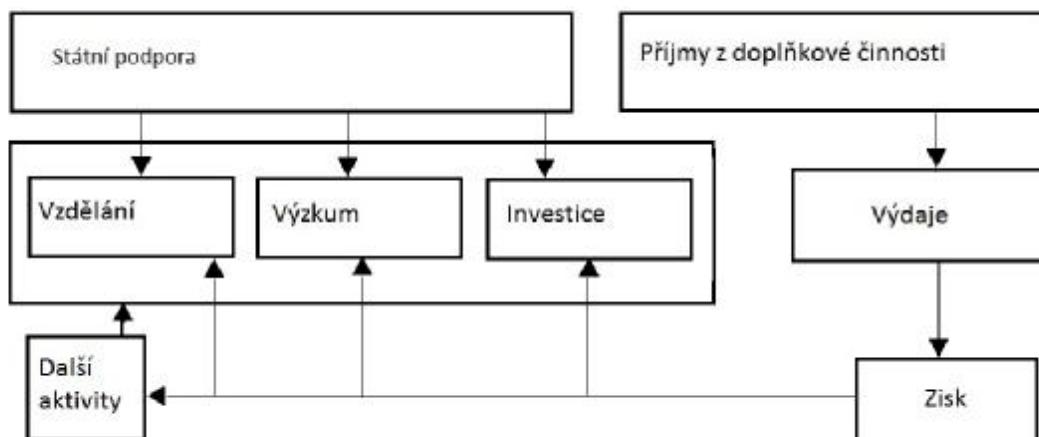 Státní podpora
Příjmy z doplňkové činnosti
Vzdělání
Výzkum
Investice
Výdaje
Další
aktivity
Zisk